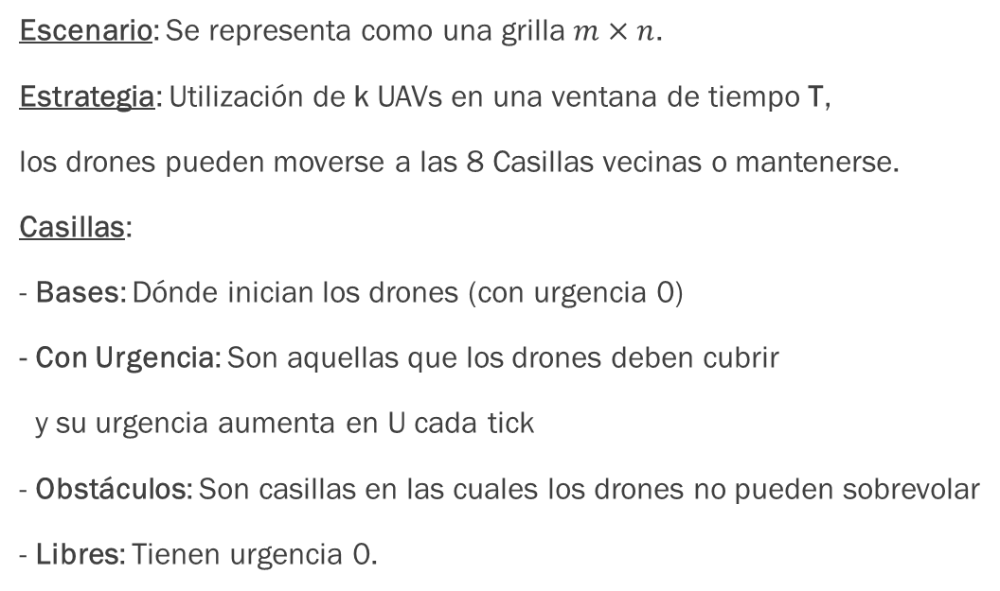 Escenario: Se representa como una grilla m × n.
Estrategia: Utilización de k UAVs en una ventana de tiempo T,
los drones pueden moverse a las 8 Casillas vecinas o mantenerse.
Casillas:
- Bases: Dónde inician los drones (con urgencia 0)
- Con Urgencia: Son aquellas que los drones deben cubrir
y su urgencia aumenta en U cada tick
- Obstáculos: Son casillas en las cuales los drones no pueden sobrevolar
- Libres: Tienen urgencia 0.